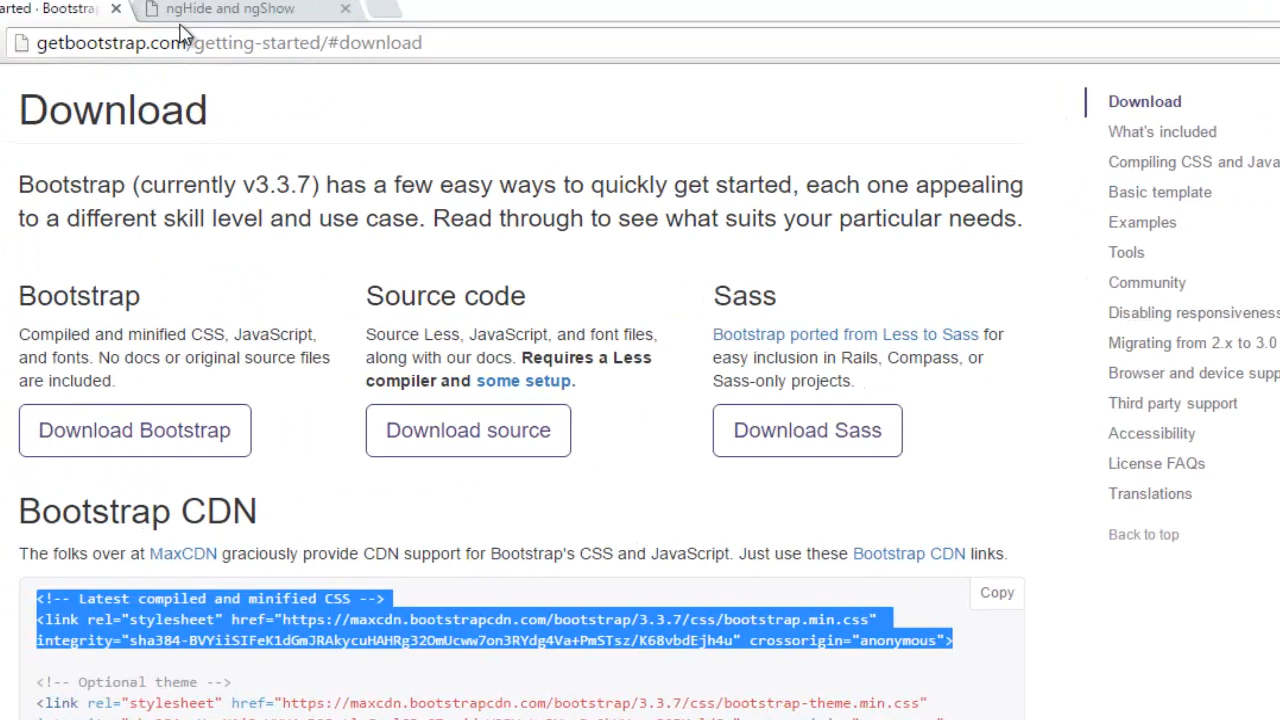 arted · Bootstrap
ngHide and ngShow
getbootstrap.com/getting-started/#download
Download
Bootstrap (currently v3.3.7) has a few easy ways to quickly get started, each one appealing
to a different skill level and use case. Read through to see what suits your particular needs.
Bootstrap
Compiled and minified CSS, JavaScript,
and fonts. No docs or original source files
are included.
Download Bootstrap
Source code
Source Less, JavaScript, and font files,
along with our docs. Requires a Less
compiler and some setup.
Download source
Sass
Bootstrap ported from Less to Sass for
easy inclusion in Rails, Compass, or
Sass-only projects.
Download Sass
Bootstrap CDN
The folks over at MaxCDN graciously provide CDN support for Bootstrap's CSS and JavaScript. Just use these Bootstrap CDN links.
Copy
<!-- Latest compiled and minified CSS -->
<link rel="stylesheet" href="https://maxcdn.bootstrapcdn.com/bootstrap/3.3.7/css/bootstrap.min.css"
integrity="sha384-BVYiiSIFeK1dGmJRAkycuHAHRg32OmUcww7on3RYdg4Va+PmSTsz/K68vbdEjh4u" crossorigin="anonymous">
<!-- Optional theme -->
<link rel="stylesheet" href="https://maxcdn.bootstrapcdn.com/bootstrap/3.3.7/css/bootstrap-theme.min.css"
Download
What's included
Compiling CSS and Java
Basic template
Examples
Tools
Community
Disabling responsiveness
Migrating from 2.x to 3.0
Browser and device supp
Third party support
Accessibility
License FAQs
Translations
Back to top